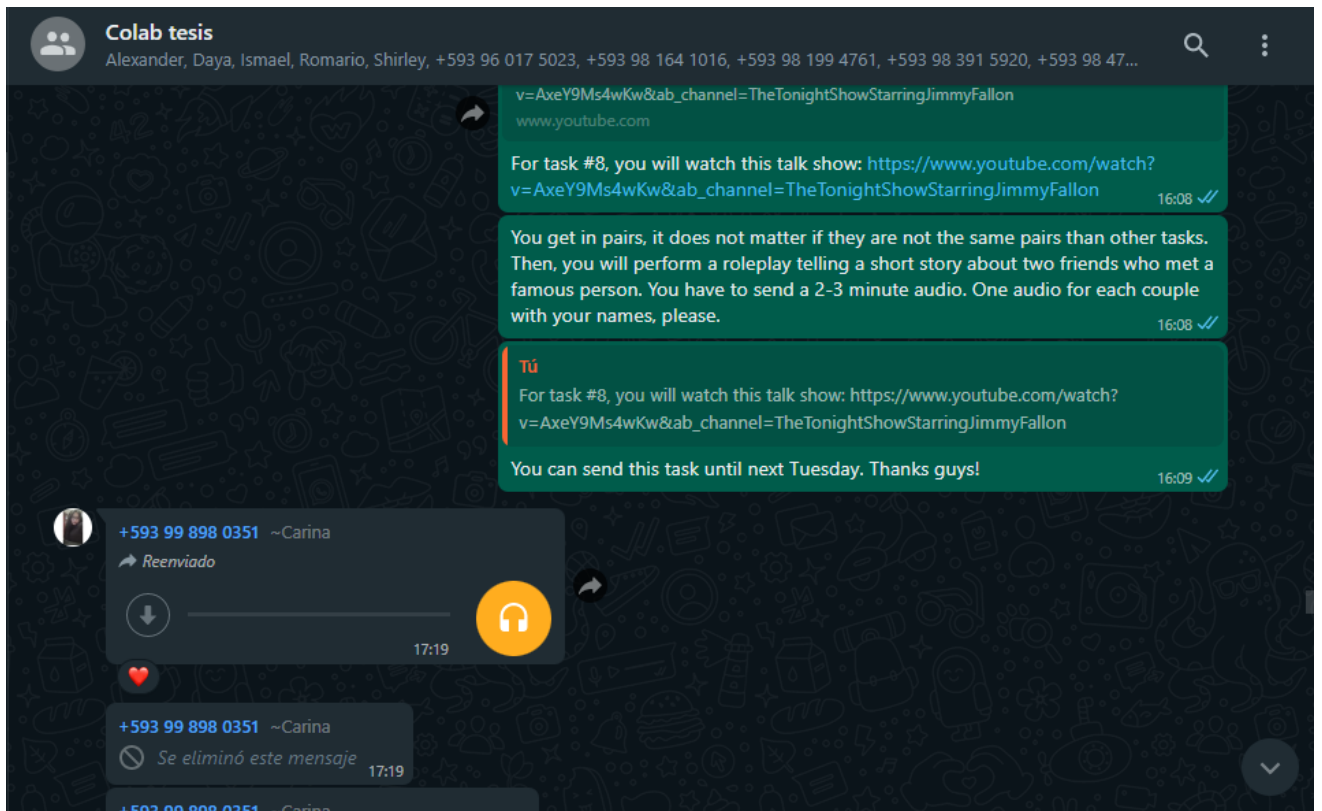 Colab tesis
Alexander, Daya, Ismael, Romario, Shirley, +593 96 017 5023, +593 98 164 1016, +593 98 199 4761, +593 98 391 5920, +593 98 47...
v=AxeY9Ms4wKw&ab_channel=TheTonightShowStarringJimmyFallon
www.youtube.com
For task #8, you will watch this talk show: https://www.youtube.com/watch?
v=AxeY9Ms4wKw&ab_channel=TheTonightShowStarringJimmyFallon
16:08
You get in pairs, it does not matter if they are not the same pairs than other tasks.
Then, you will perform a roleplay telling a short story about two friends who met a
famous person. You have to send a 2-3 minute audio. One audio for each couple
with your names, please.
16:08
Tú
For task #8, you will watch this talk show: https://www.youtube.com/watch?
v=AxeY9Ms4wKw&ab_channel=TheTonightShowStarringJimmyFallon
You can send this task until next Tuesday. Thanks guys!
16:09
+593 99 898 0351 ~Carina
Reenviado
17:19
+593 99 898 0351 ~Carina
Se eliminó este mensaje
17:19
+593 99 898 0351 ~Carina